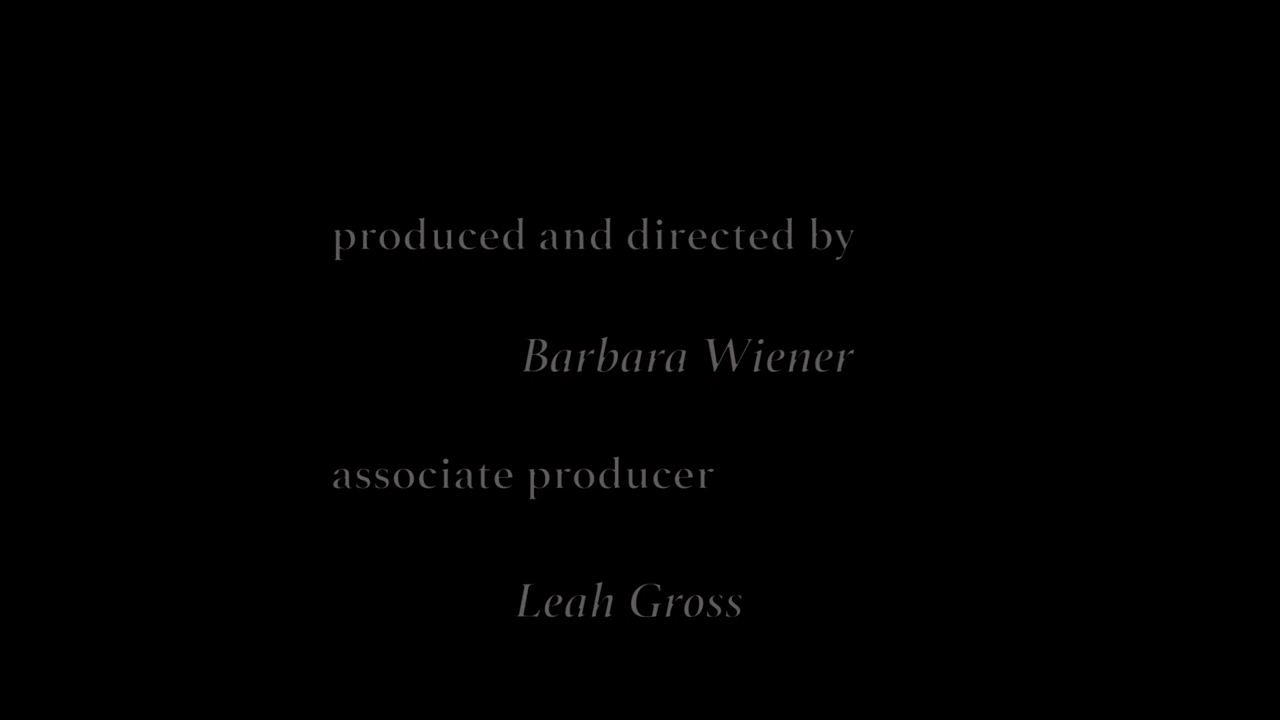 produced and directed by
Barbara Wiener
associate producer
Leah Gross